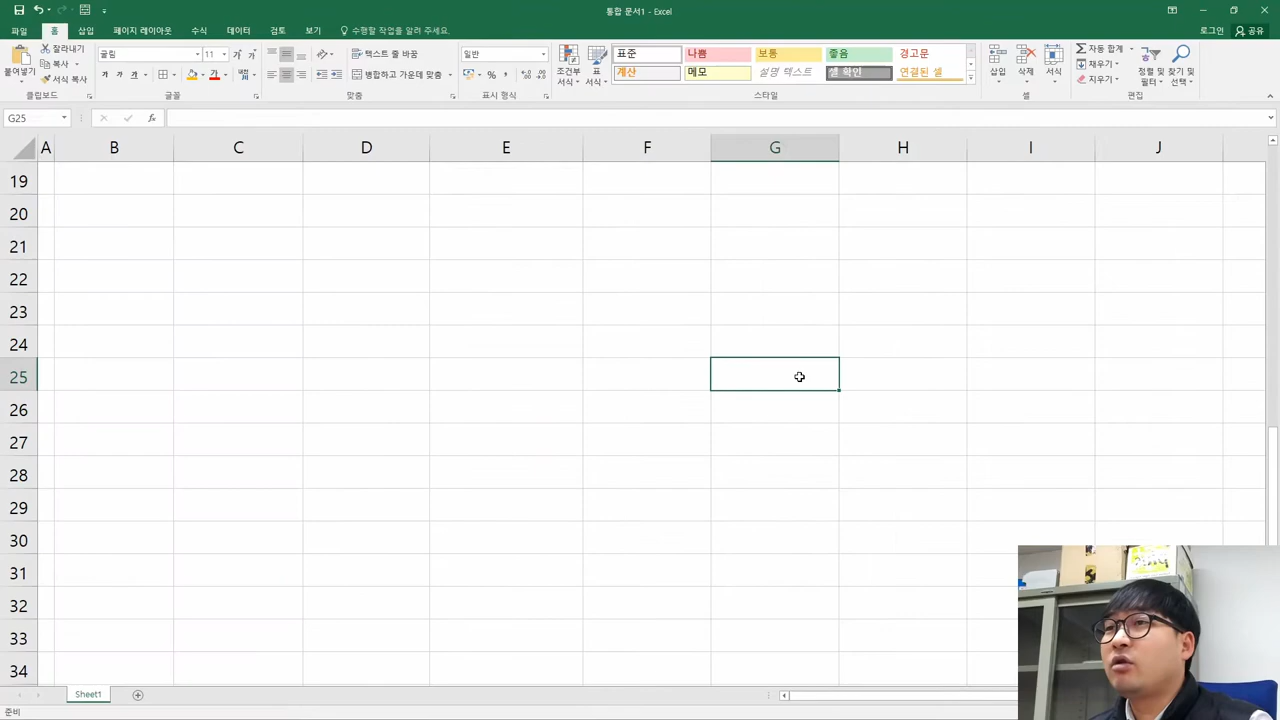 통합 문서1 - Excel
파일 홈 삽입 페이지 레이아웃 수식 데이터 검토 보기 수행할 작업을 알려 주세요. 로그인 공유
붙여넣기 잘라내기 복사 서식 복사 클립보드
굴림 11 가 가 가 가 가 글꼴
텍스트 줄 바꿈 병합하고 가운데 맞춤 맞춤
일반 % 표시 형식
조건부 서식 표 서식
표준 나쁨 보통 좋음 경고문
계산 메모 설명 텍스트 셀 확인 연결된 셀
스타일
삽입 삭제 서식 셀
자동 합계 채우기 지우기 정렬 및 필터 찾기 및 선택 편집
G25 fx
A B C D E F G H I J
19
20
21
22
23
24
25
26
27
28
29
30
31
32
33
34
Sheet1
준비